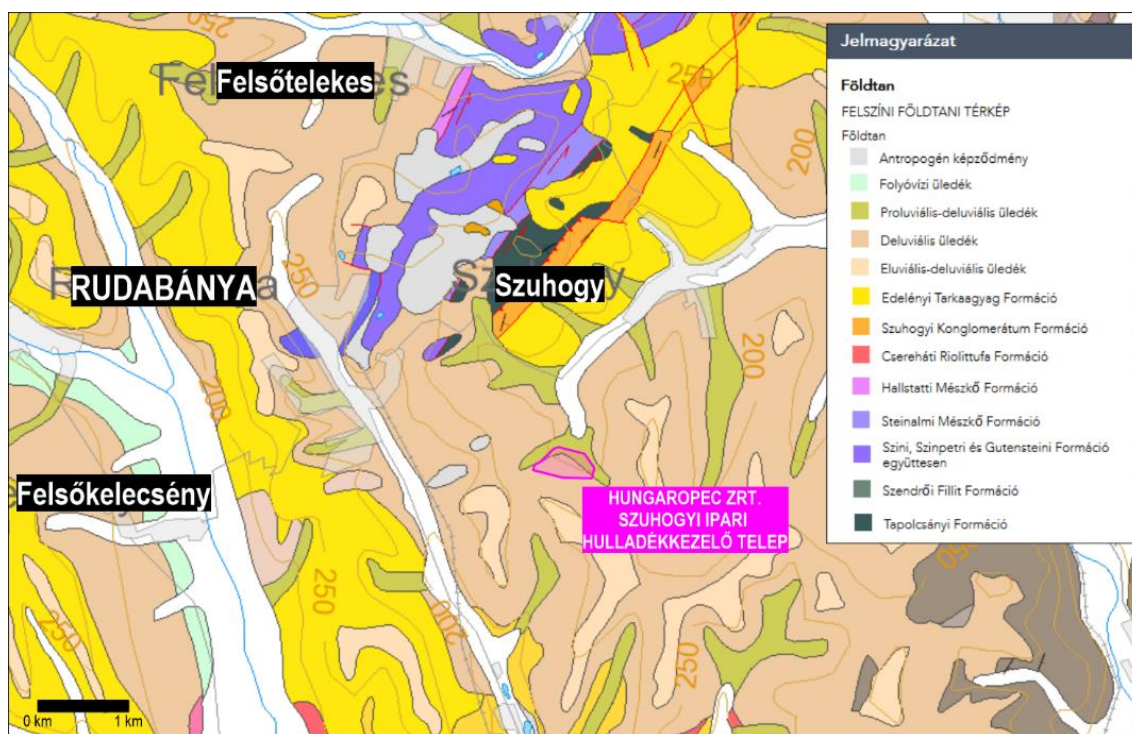 Jelmagyarázat
Földtan
FELSZÍNI FÖLDTANI TÉRKÉP
Földtan
Antropogén képződmény
Folyóvízi üledék
Proluviális-deluviális üledék
Deluviális üledék
Eluviális-deluviális üledék
Edelényi Tarkaagyag Formáció
Szuhogyi Konglomerátum Formáció
Csereháti Riolittufa Formáció
Hallstatti Mészkő Formáció
Steinalmi Mészkő Formáció
Szini, Szinpetri és Gutensteini Formáció
együttesen
Szendrői Fillit Formáció
Tapolcsányi Formáció
250
Felsőtelekes
250
200
RUDABÁNYA
250
Szuhogy
200
200
Felsőkelecsény
HUNGAROPEC ZRT.
SZUHOGYI IPARI
HULLADÉKKEZELŐ TELEP
250
250
200
250
250
0 km 1 km